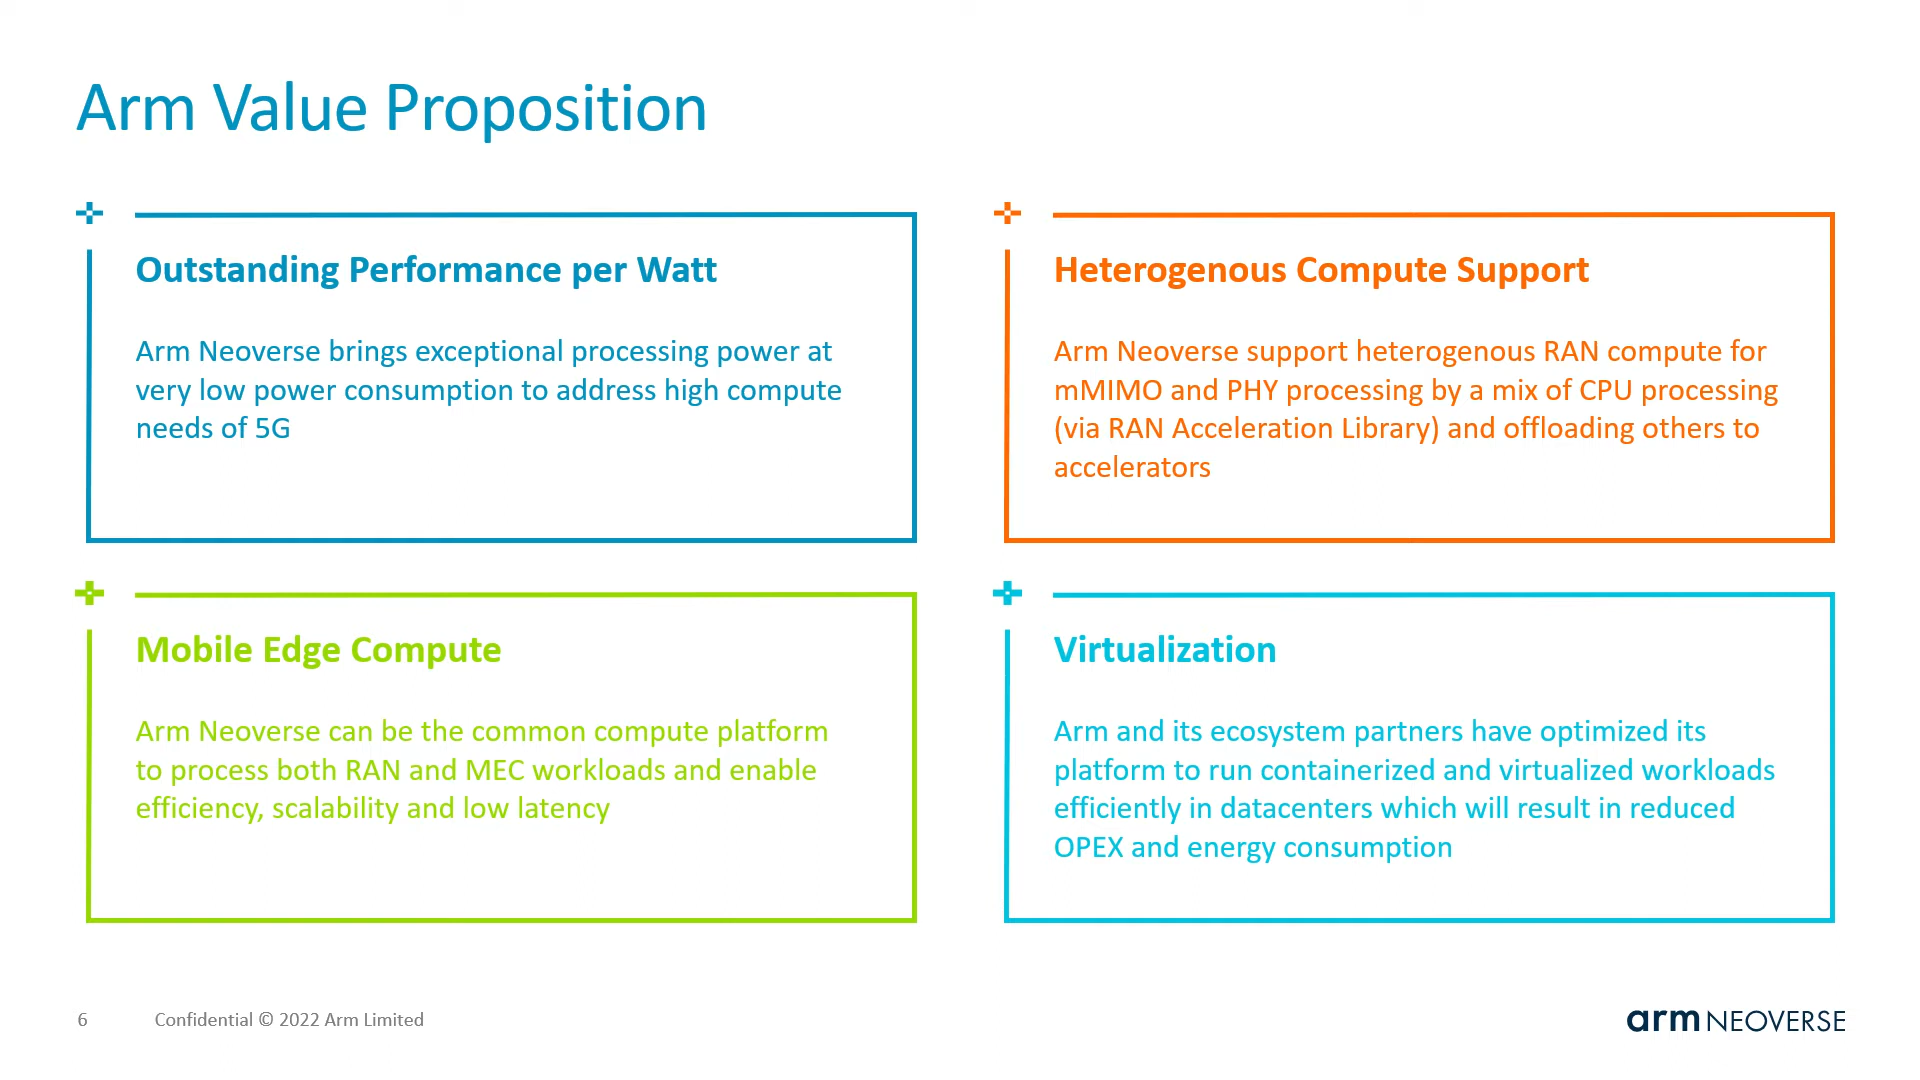 Arm Value Proposition
Outstanding Performance per Watt
Arm Neoverse brings exceptional processing power at
very low power consumption to address high compute
needs of 5G
Heterogenous Compute Support
Arm Neoverse support heterogenous RAN compute for
mMIMO and PHY processing by a mix of CPU processing
(via RAN Acceleration Library) and offloading others to
accelerators
Mobile Edge Compute
Arm Neoverse can be the common compute platform
to process both RAN and MEC workloads and enable
efficiency, scalability and low latency
Virtualization
Arm and its ecosystem partners have optimized its
platform to run containerized and virtualized workloads
efficiently in datacenters which will result in reduced
OPEX and energy consumption
6 Confidential © 2022 Arm Limited
arm NEOVERSE